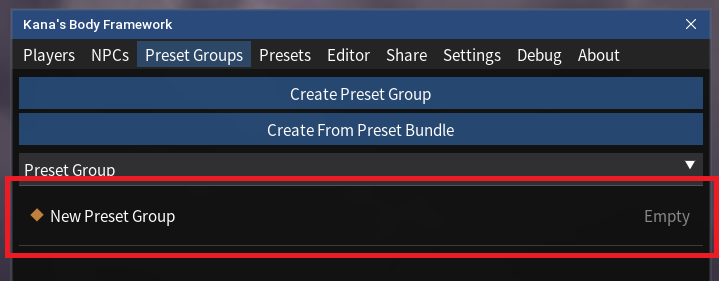 Kana's Body Framework
Players NPCs Preset Groups Presets Editor Share Settings Debug About
Create Preset Group
Create From Preset Bundle
Preset Group
New Preset Group Empty